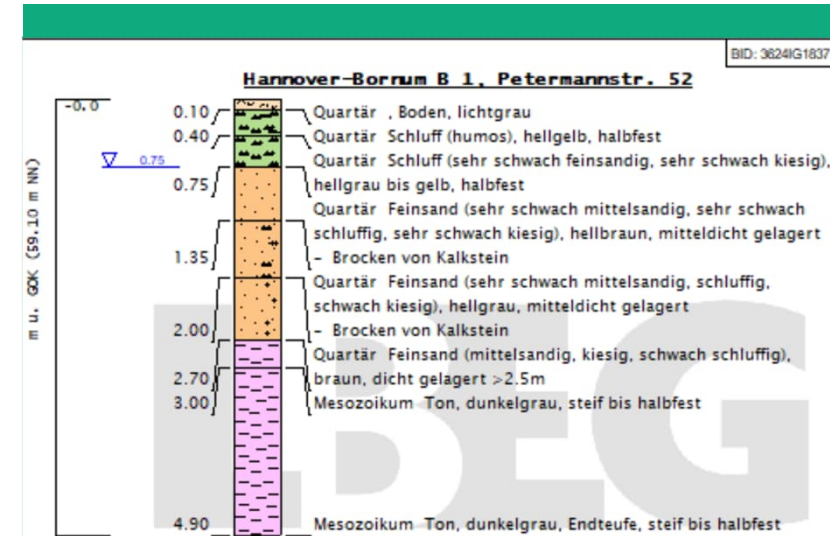 BID: 3624IG1837
Hannover-Bornum B 1, Petermannstr. 52
m u. GOK (59.10 m NN)
-0.0
0.75
0.10 Quartär , Boden, lichtgrau
0.40 Quartär Schluff (humos), hellgelb, halbfest
Quartär Schluff (sehr schwach feinsandig, sehr schwach kiesig),
0.75 hellgrau bis gelb, halbfest
Quartär Feinsand (sehr schwach mittelsandig, sehr schwach
schluffig, sehr schwach kiesig), hellbraun, mitteldicht gelagert
1.35 - Brocken von Kalkstein
Quartär Feinsand (sehr schwach mittelsandig, schluffig,
schwach kiesig), hellgrau, mitteldicht gelagert
2.00 - Brocken von Kalkstein
Quartär Feinsand (mittelsandig, kiesig, schwach schluffig),
2.70 braun, dicht gelagert >2.5m
3.00 Mesozoikum Ton, dunkelgrau, steif bis halbfest
4.90 Mesozoikum Ton, dunkelgrau, Endteufe, steif bis halbfest
LBEG